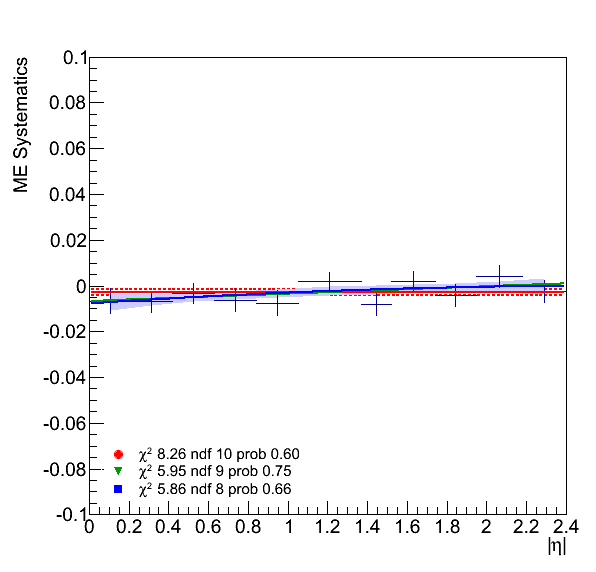 ME Systematics
0.1
0.08
0.06
0.04
0.02
0
-0.02
-0.04
-0.06
-0.08
-0.1
χ² 8.26 ndf 10 prob 0.60
χ² 5.95 ndf 9 prob 0.75
χ² 5.86 ndf 8 prob 0.66
0 0.2 0.4 0.6 0.8 1 1.2 1.4 1.6 1.8 2 2.2 2.4
|η|